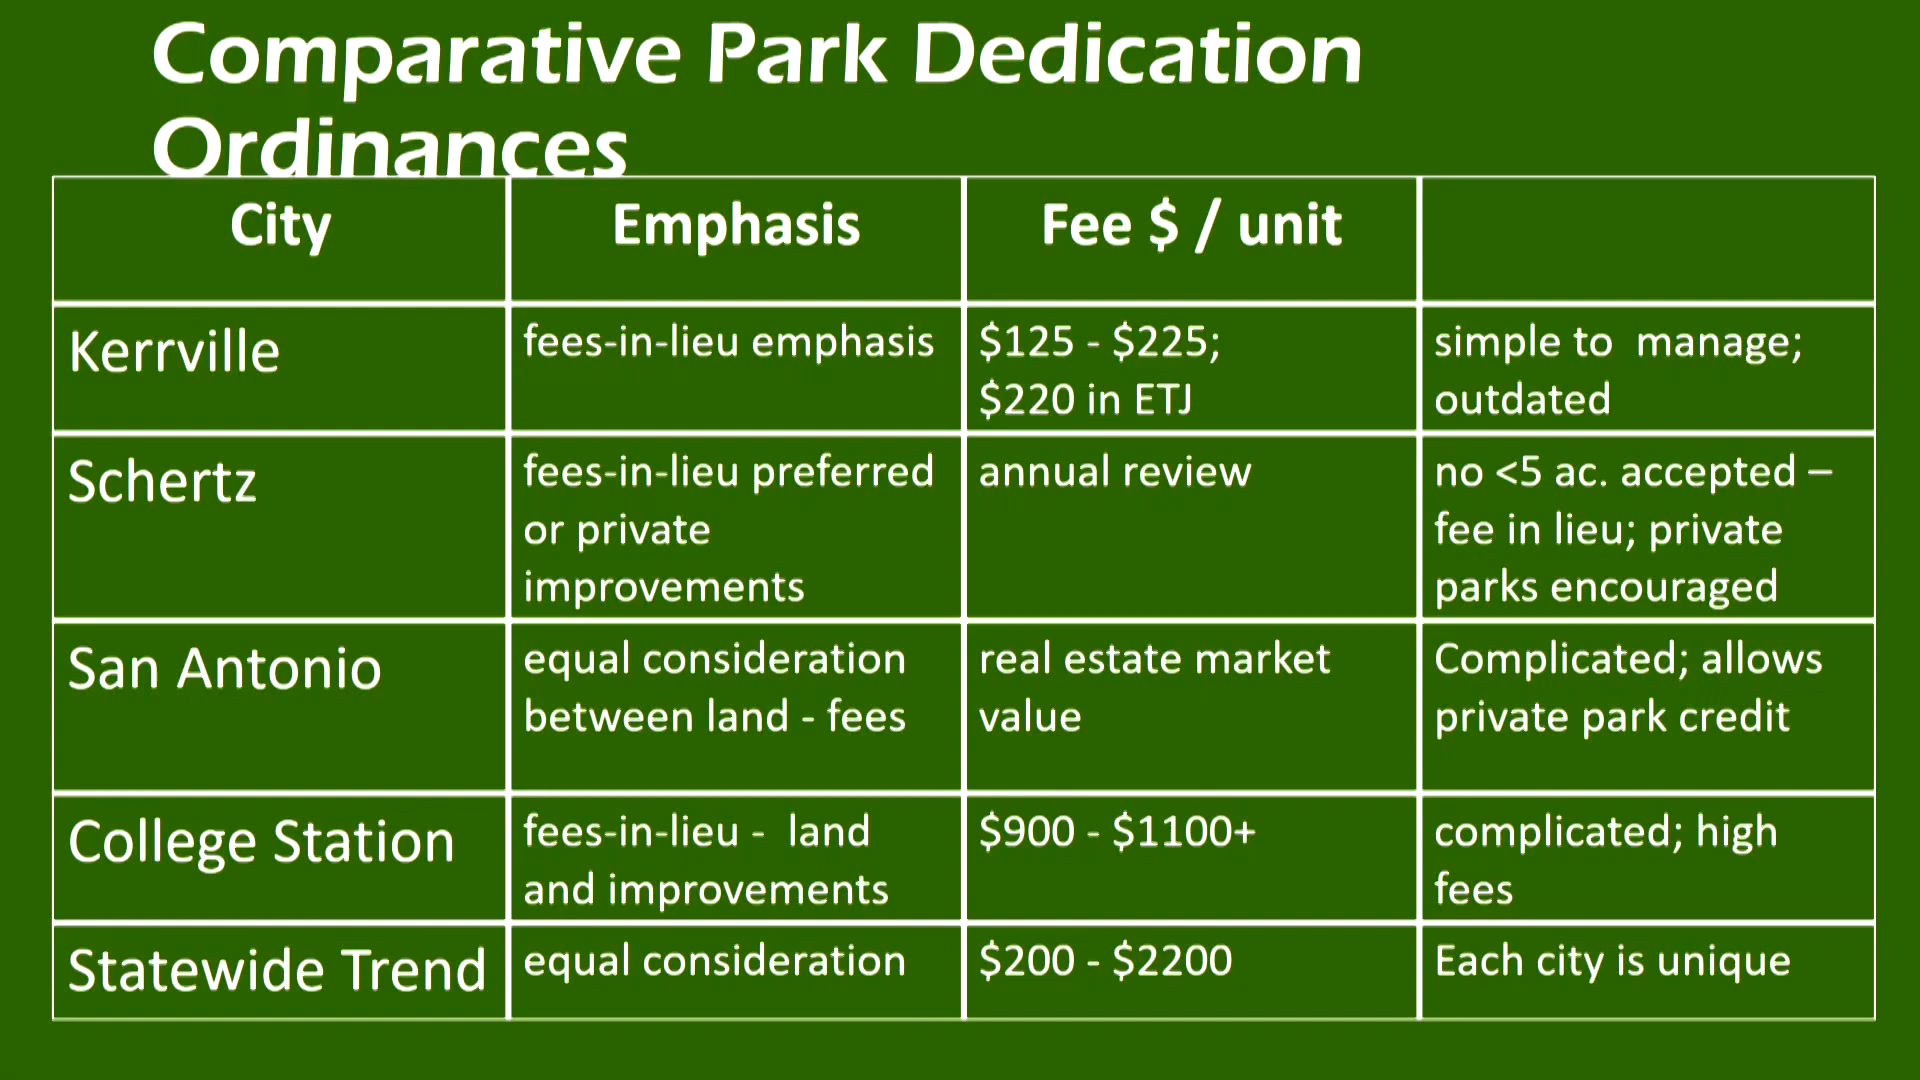 Comparative Park Dedication
Ordinances
City
Emphasis
Fee $ / unit
Kerrville
fees-in-lieu emphasis
$125 - $225;
$220 in ETJ
simple to  manage;
outdated
Schertz
fees-in-lieu preferred
or private
improvements
annual review
no <5 ac. accepted –
fee in lieu; private
parks encouraged
San Antonio
equal consideration
between land - fees
real estate market
value
Complicated; allows
private park credit
College Station
fees-in-lieu -  land
and improvements
$900 - $1100+
complicated; high
fees
Statewide Trend
equal consideration
$200 - $2200
Each city is unique